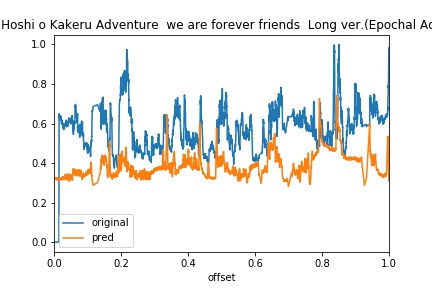 Hoshi o Kakeru Adventure  we are forever friends  Long ver.(Epochal
1.0
0.8
0.6
0.4
0.2
0.0
original
pred
0.0 0.2 0.4 0.6 0.8 1.0
offset